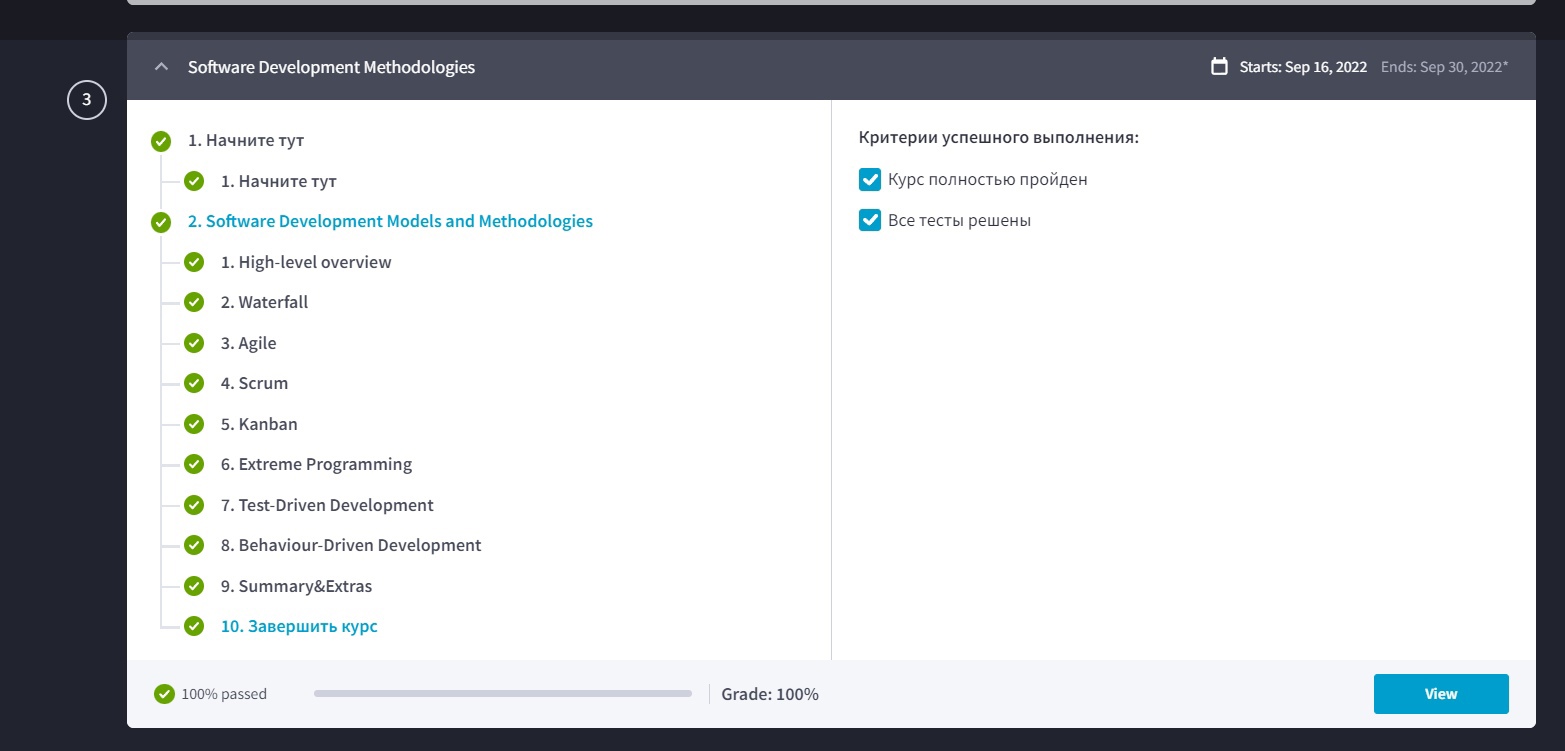 Software Development Methodologies
Starts: Sep 16, 2022 Ends: Sep 30, 2022*
3
1. Начните тут
1. Начните тут
2. Software Development Models and Methodologies
1. High-level overview
2. Waterfall
3. Agile
4. Scrum
5. Kanban
6. Extreme Programming
7. Test-Driven Development
8. Behaviour-Driven Development
9. Summary&Extras
10. Завершить курс
Критерии успешного выполнения:
Курс полностью пройден
Все тесты решены
100% passed
Grade: 100%
View